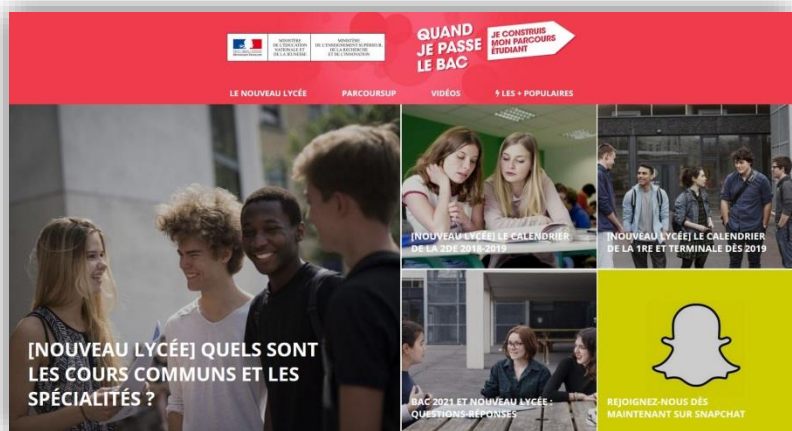 MINISTÈRE
DE L'ÉDUCATION
NATIONALE ET
DE LA JEUNESSE
MINISTÈRE
DE L'ENSEIGNEMENT SUPÉRIEUR,
DE LA RECHERCHE
ET DE L'INNOVATION
QUAND
JE PASSE
LE BAC
JE CONSTRUIS
MON PARCOURS
ÉTUDIANT
LE NOUVEAU LYCÉE
PARCOURSUP
VIDÉOS
LES + POPULAIRES
[NOUVEAU LYCÉE] QUELS SONT
LES COURS COMMUNS ET LES
SPÉCIALITÉS ?
[NOUVEAU LYCÉE] LE CALENDRIER
DE LA 2DE 2018-2019
[NOUVEAU LYCÉE] LE CALENDRIER
DE LA 1RE ET TERMINALE DÈS 2019
BAC 2021 ET NOUVEAU LYCÉE :
QUESTIONS-RÉPONSES
REJOIGNEZ-NOUS DÈS
MAINTENANT SUR SNAPCHAT